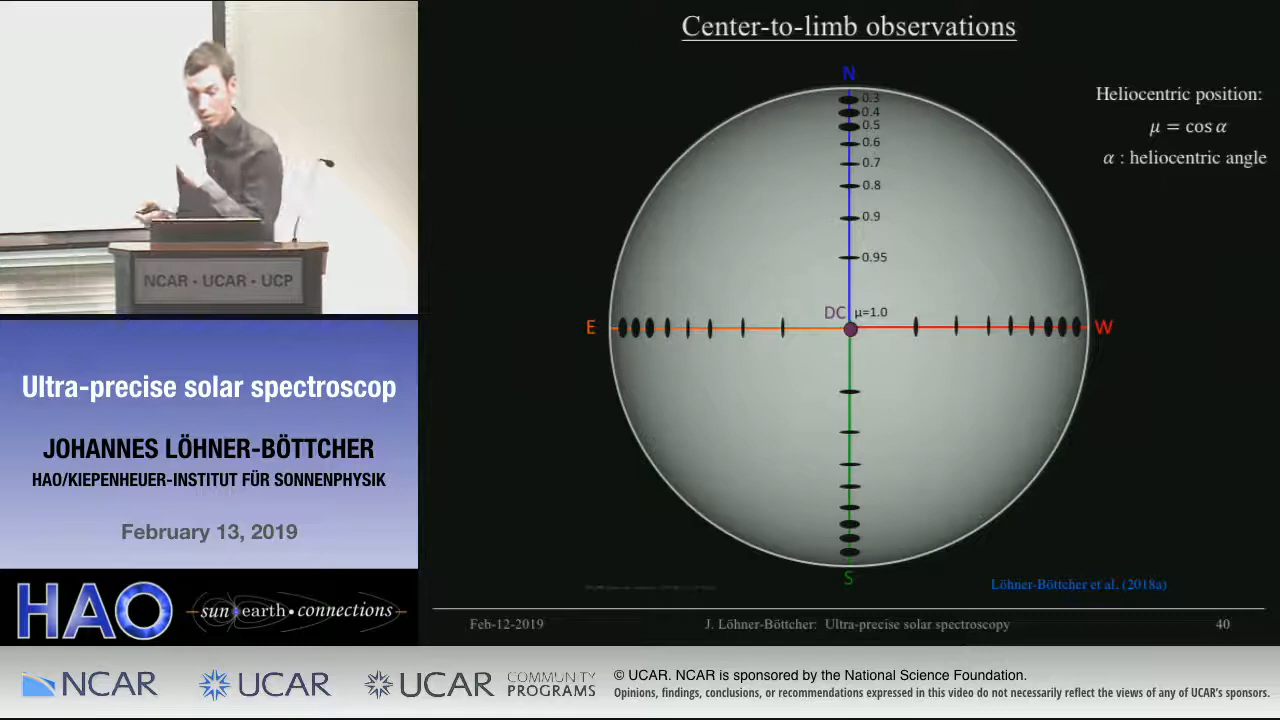 Center-to-limb observations
N
0.3
0.4
0.5
0.6
0.7
0.8
0.9
0.95
DC μ=1.0
E
W
S
Heliocentric position:
μ = cos α
α : heliocentric angle
Löhner-Böttcher et al. (2018a)
Feb-12-2019 J. Löhner-Böttcher: Ultra-precise solar spectroscopy 40
NCAR • UCAR • UCP
Ultra-precise solar spectroscop
JOHANNES LÖHNER-BÖTTCHER
HAO/KIEPENHEUER-INSTITUT FÜR SONNENPHYSIK
February 13, 2019
HAO sun•earth•connections
NCAR UCAR UCAR COMMUNITY PROGRAMS
© UCAR. NCAR is sponsored by the National Science Foundation.
Opinions, findings, conclusions, or recommendations expressed in this video do not necessarily reflect the views of any of UCAR's sponsors.